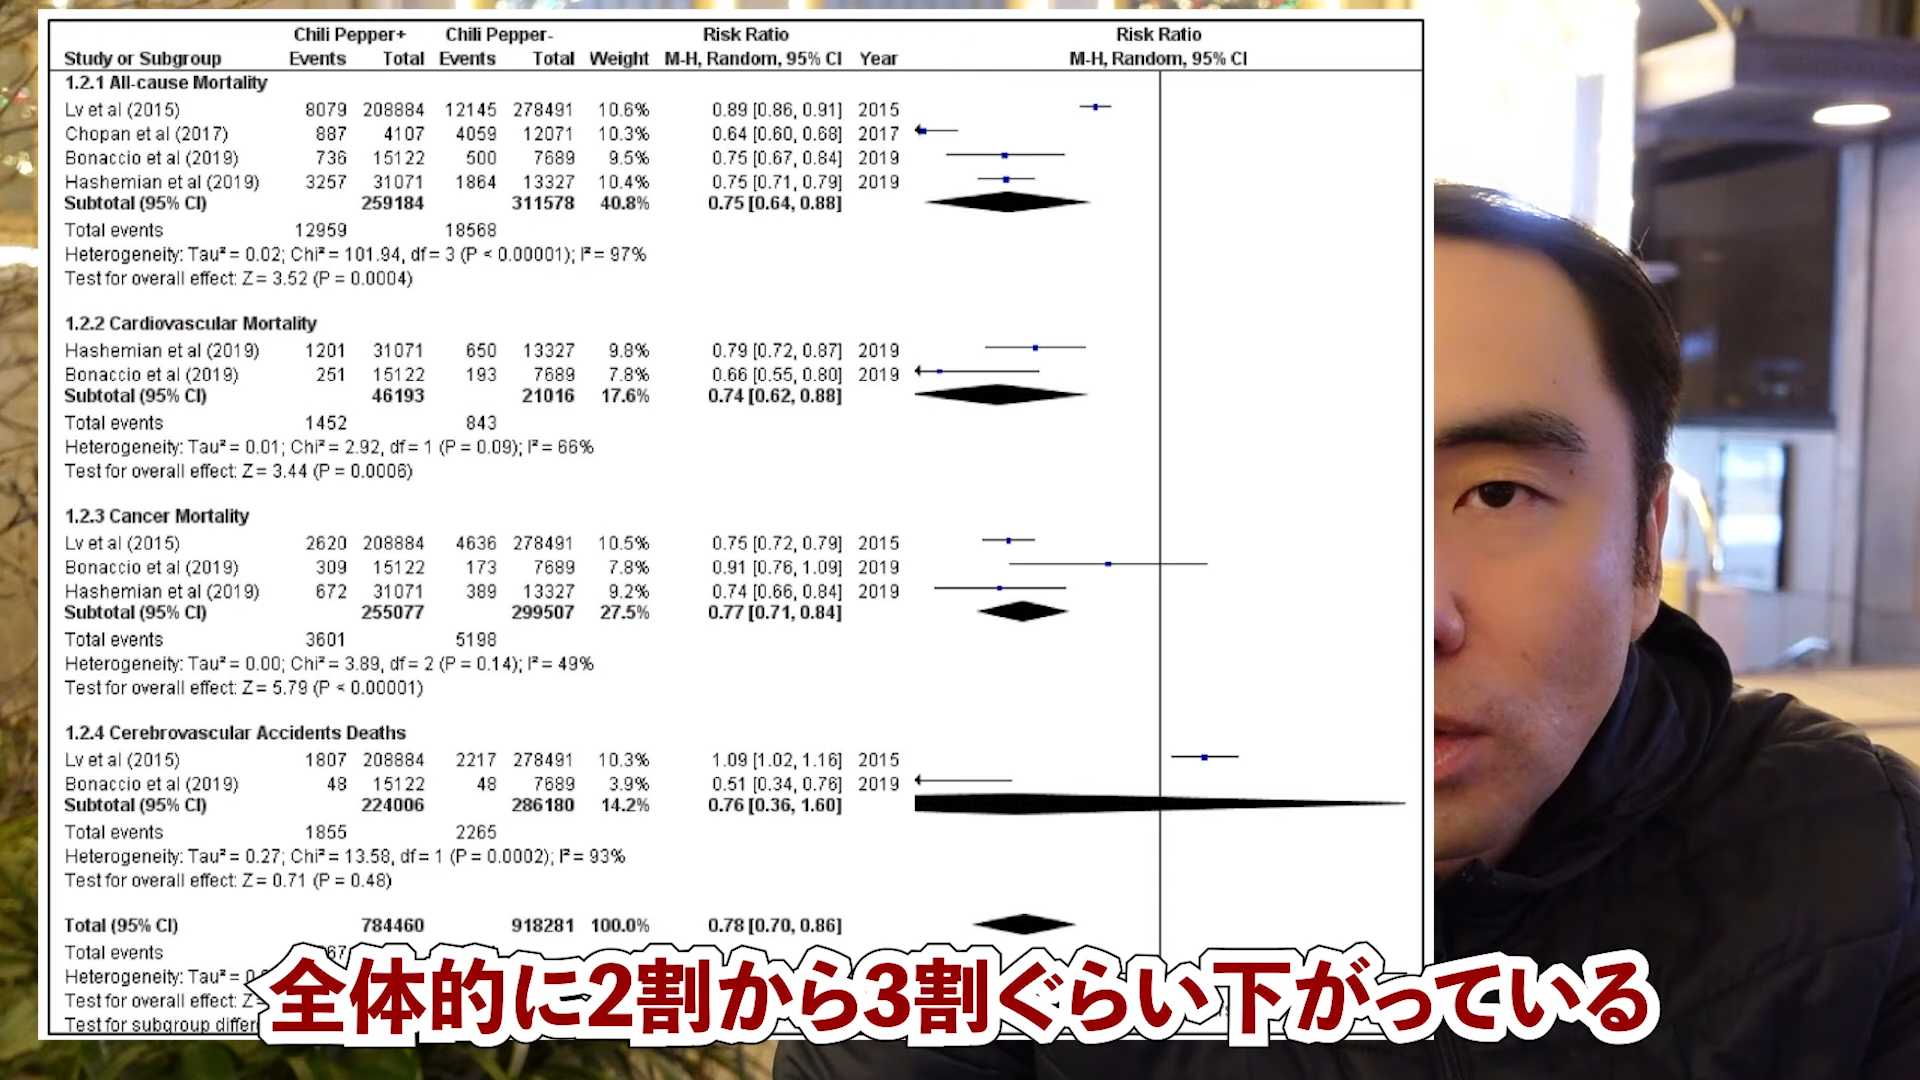 Chili Pepper+ Chili Pepper- Risk Ratio Risk Ratio
Study or Subgroup Events Total Events Total Weight M-H, Random, 95% CI Year M-H, Random, 95% CI
1.2.1 All-cause Mortality
Lv et al (2015) 8079 208884 12145 278491 10.6% 0.89 [0.86, 0.91] 2015
Chopan et al (2017) 887 4107 4059 12071 10.3% 0.64 [0.60, 0.68] 2017
Bonaccio et al (2019) 736 15122 500 7689 9.5% 0.75 [0.67, 0.84] 2019
Hashemian et al (2019) 3257 31071 1864 13327 10.4% 0.75 [0.71, 0.79] 2019
Subtotal (95% CI) 259184 311578 40.8% 0.75 [0.64, 0.88]
Total events 12959 18568
Heterogeneity: Tau² = 0.02; Chi² = 101.94, df = 3 (P < 0.00001); I² = 97%
Test for overall effect: Z = 3.52 (P = 0.0004)
1.2.2 Cardiovascular Mortality
Hashemian et al (2019) 1201 31071 650 13327 9.8% 0.79 [0.72, 0.87] 2019
Bonaccio et al (2019) 251 15122 193 7689 7.8% 0.66 [0.55, 0.80] 2019
Subtotal (95% CI) 46193 21016 17.6% 0.74 [0.62, 0.88]
Total events 1452 843
Heterogeneity: Tau² = 0.01; Chi² = 2.92, df = 1 (P = 0.09); I² = 66%
Test for overall effect: Z = 3.44 (P = 0.0006)
1.2.3 Cancer Mortality
Lv et al (2015) 2620 208884 4636 278491 10.5% 0.75 [0.72, 0.79] 2015
Bonaccio et al (2019) 309 15122 173 7689 7.8% 0.91 [0.76, 1.09] 2019
Hashemian et al (2019) 672 31071 389 13327 9.2% 0.74 [0.66, 0.84] 2019
Subtotal (95% CI) 255077 299507 27.5% 0.77 [0.71, 0.84]
Total events 3601 5198
Heterogeneity: Tau² = 0.00; Chi² = 3.89, df = 2 (P = 0.14); I² = 49%
Test for overall effect: Z = 5.79 (P < 0.00001)
1.2.4 Cerebrovascular Accidents Deaths
Lv et al (2015) 1807 208884 2217 278491 10.3% 1.09 [1.02, 1.16] 2015
Bonaccio et al (2019) 48 15122 48 7689 3.9% 0.51 [0.34, 0.76] 2019
Subtotal (95% CI) 224006 286180 14.2% 0.76 [0.36, 1.60]
Total events 1855 2265
Heterogeneity: Tau² = 0.27; Chi² = 13.58, df = 1 (P = 0.0002); I² = 93%
Test for overall effect: Z = 0.71 (P = 0.48)
Total (95% CI) 784460 918281 100.0% 0.78 [0.70, 0.86]
Total events
Heterogeneity: Tau² =
Test for overall effect: Z=
Test for subgroup
全体的に2割から3割ぐらい下がっている